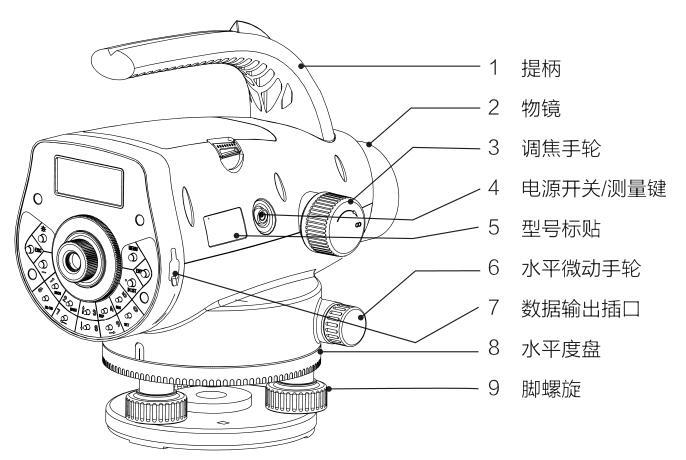 1 提柄
2 物镜
3 调焦手轮
4 电源开关/测量键
5 型号标贴
6 水平微动手轮
7 数据输出插口
8 水平度盘
9 脚螺旋